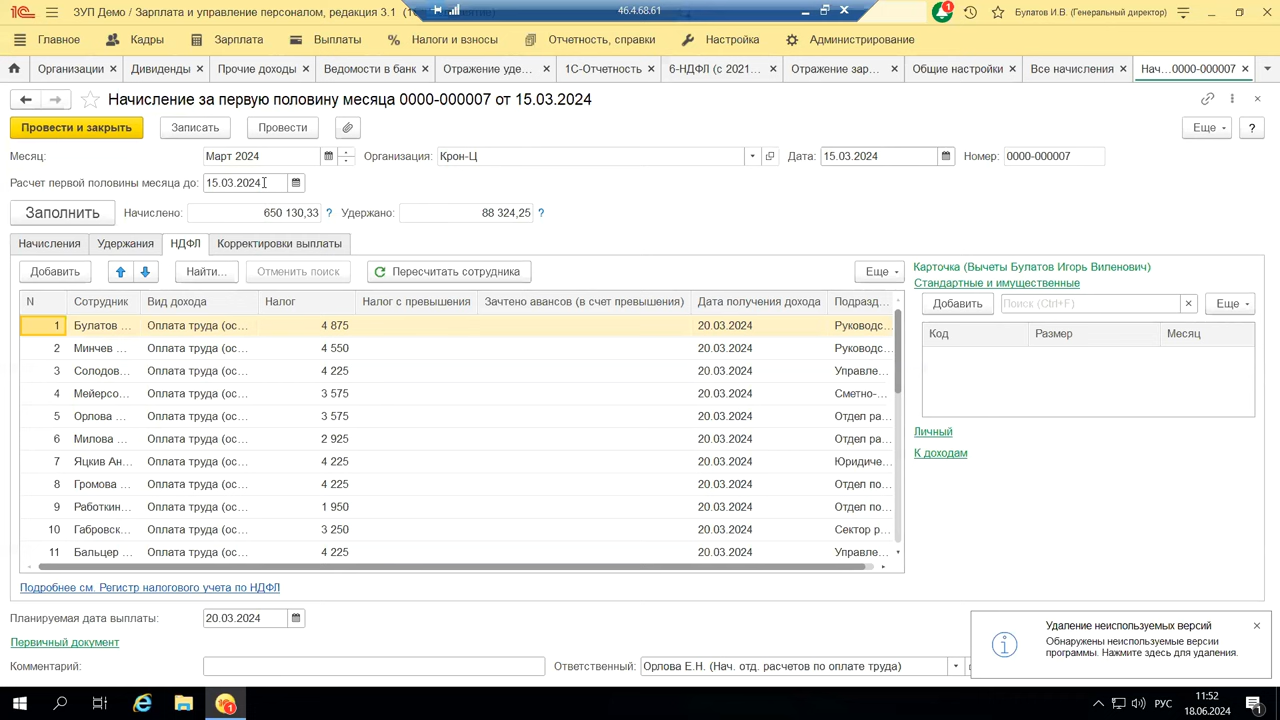 ЗУП Демо / Зарплата и управление персоналом, редакция 3.1 (1С
46.4.68.61
1
Булатов И.В. (Генеральный директор)
Главное Кадры Зарплата Выплаты Налоги и взносы Отчетность, справки Настройка Администрирование
Организации × Дивиденды × Прочие доходы × Ведомости в банк × Отражение уде... × 1С-Отчетность × 6-НДФЛ (с 2021... × Отражение зар... × Общие настройки × Все начисления × Нач...0000-000007 ×
Начисление за первую половину месяца 0000-000007 от 15.03.2024
Провести и закрыть Записать Провести Еще ?
Месяц: Март 2024 Организация: Крон-Ц Дата: 15.03.2024 Номер: 0000-000007
Расчет первой половины месяца до: 15.03.2024
Заполнить Начислено: 650 130,33 ? Удержано: 88 324,25 ?
Начисления Удержания НДФЛ Корректировки выплаты
Добавить Найти... Отменить поиск Пересчитать сотрудника Еще
N Сотрудник Вид дохода Налог Налог с превышения Зачтено авансов (в счет превышения) Дата получения дохода Подразд...
1 Булатов ... Оплата труда (ос... 4 875 20.03.2024 Руководс...
2 Минчев ... Оплата труда (ос... 4 550 20.03.2024 Руководс...
3 Солодов... Оплата труда (ос... 4 225 20.03.2024 Управле...
4 Мейерсо... Оплата труда (ос... 3 575 20.03.2024 Сметно-...
5 Орлова ... Оплата труда (ос... 3 575 20.03.2024 Отдел ра...
6 Милова ... Оплата труда (ос... 2 925 20.03.2024 Отдел ра...
7 Яцкив Ан... Оплата труда (ос... 4 225 20.03.2024 Юридиче...
8 Громова ... Оплата труда (ос... 4 225 20.03.2024 Отдел по...
9 Работкин... Оплата труда (ос... 1 950 20.03.2024 Отдел по...
10 Габровск... Оплата труда (ос... 3 250 20.03.2024 Сектор р...
11 Бальцер ... Оплата труда (ос... 4 225 20.03.2024 Управле...
Карточка (Вычеты Булатов Игорь Виленович)
Стандартные и имущественные
Добавить Поиск (Ctrl+F) × Еще
Код Размер Месяц
Личный
К доходам
Подробнее см. Регистр налогового учета по НДФЛ
Планируемая дата выплаты: 20.03.2024
Первичный документ
Комментарий: Ответственный: Орлова Е.Н. (Нач. отд. расчетов по оплате труда)
Удаление неиспользуемых версий
Обнаружены неиспользуемые версии
программы. Нажмите здесь для удаления.
РУС
11:52
18.06.2024
1